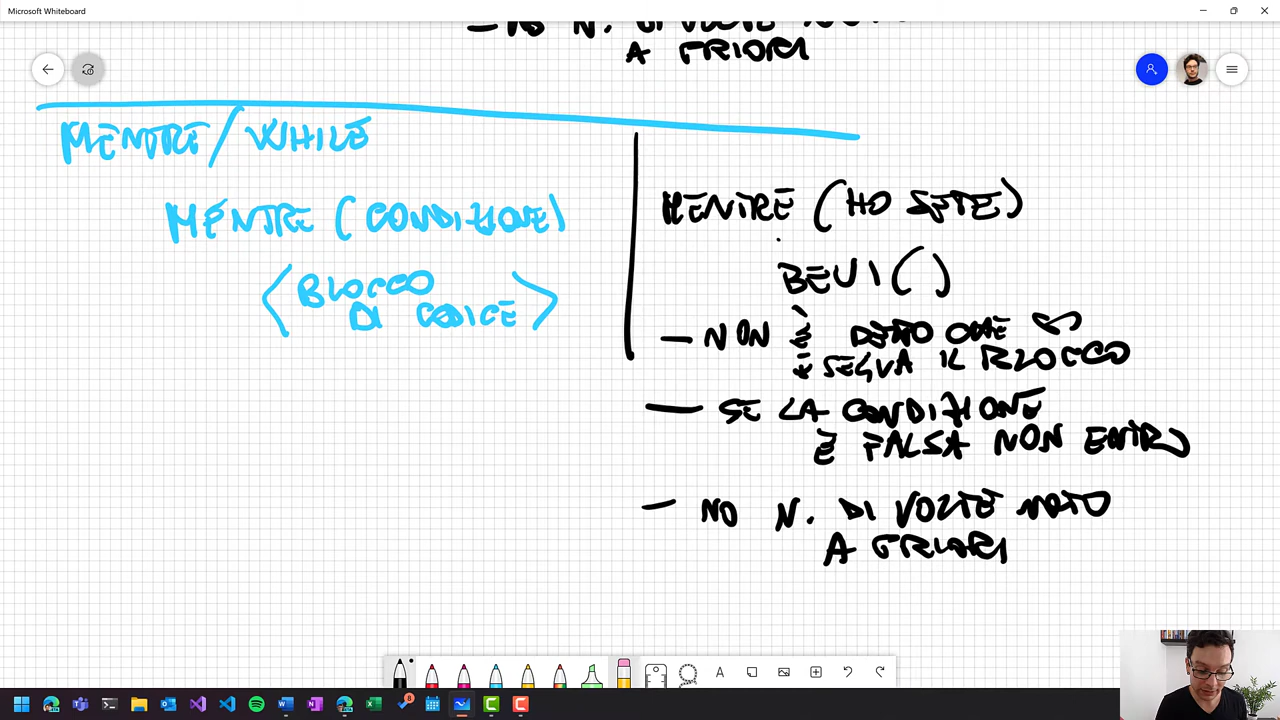 Microsoft Whiteboard
A PRIORI
MENTRE/WHILE
MENTRE (CONDIZIONE)
<BLOCCO
DI CODICE>
MENTRE (HO SETE)
BEVI()
— NON È DETTO CHE SI
ESEGUA IL BLOCCO
— SE LA CONDIZIONE
È FALSA NON ENTRO
— NO N. DI VOLTE NOTO
A PRIORI
A
8